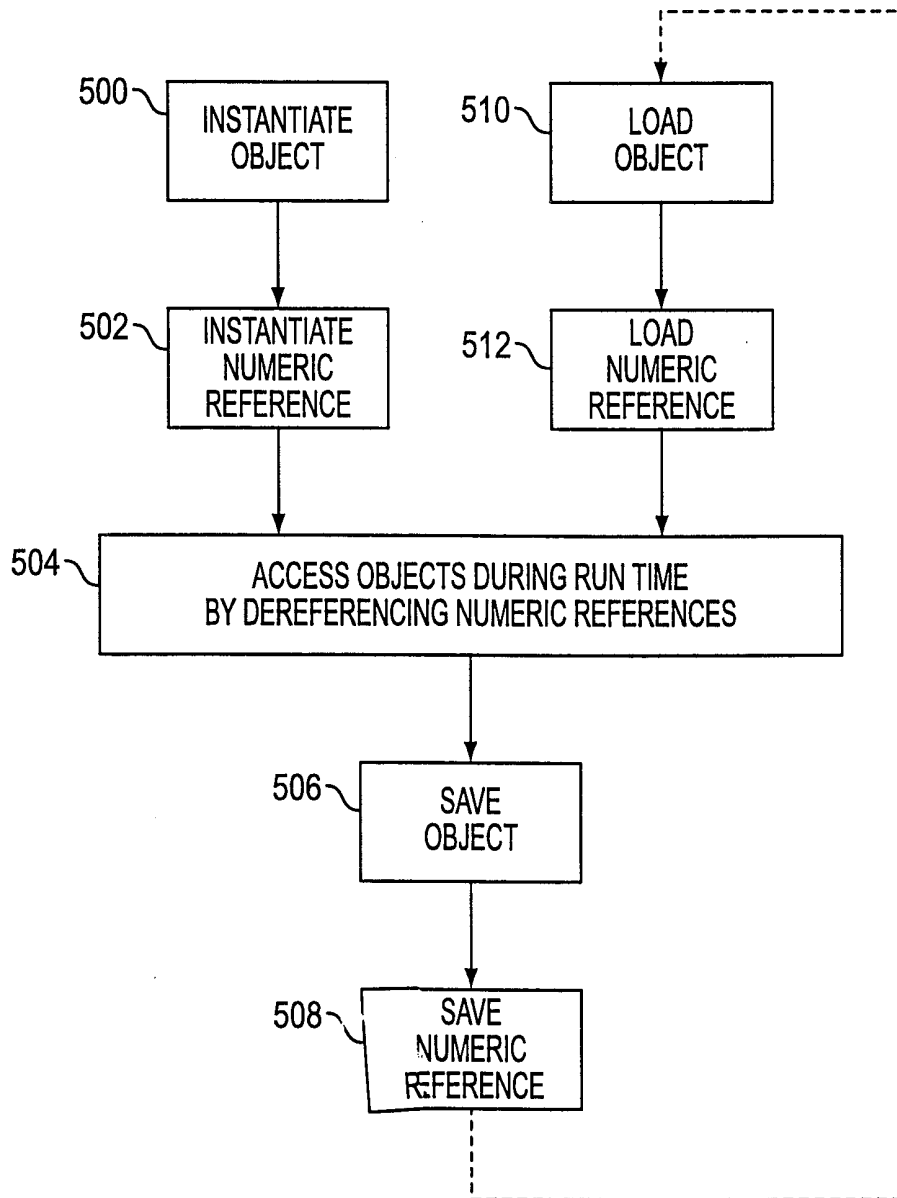 500
INSTANTIATE
OBJECT
510
LOAD
OBJECT
502
INSTANTIATE
NUMERIC
REFERENCE
512
LOAD
NUMERIC
REFERENCE
504
ACCESS OBJECTS DURING RUN TIME
BY DEREFERENCING NUMERIC REFERENCES
506
SAVE
OBJECT
508
SAVE
NUMERIC
REFERENCE